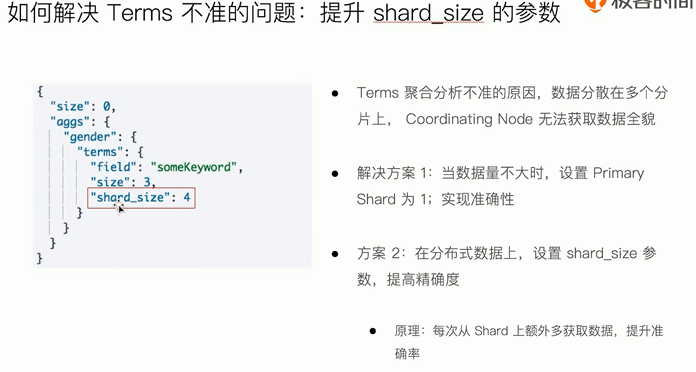 如何解决 Terms 不准的问题：提升 shard_size 的参数
极客时间
{
"size": 0,
"aggs": {
"gender": {
"terms": {
"field": "someKeyword",
"size": 3,
"shard_size": 4
}
}
}
}
● Terms 聚合分析不准的原因，数据分散在多个分
片上， Coordinating Node 无法获取数据全貌
● 解决方案 1：当数据量不大时，设置 Primary
Shard 为 1；实现准确性
● 方案 2：在分布式数据上，设置 shard_size 参
数，提高精确度
● 原理：每次从 Shard 上额外多获取数据，提升准
确率